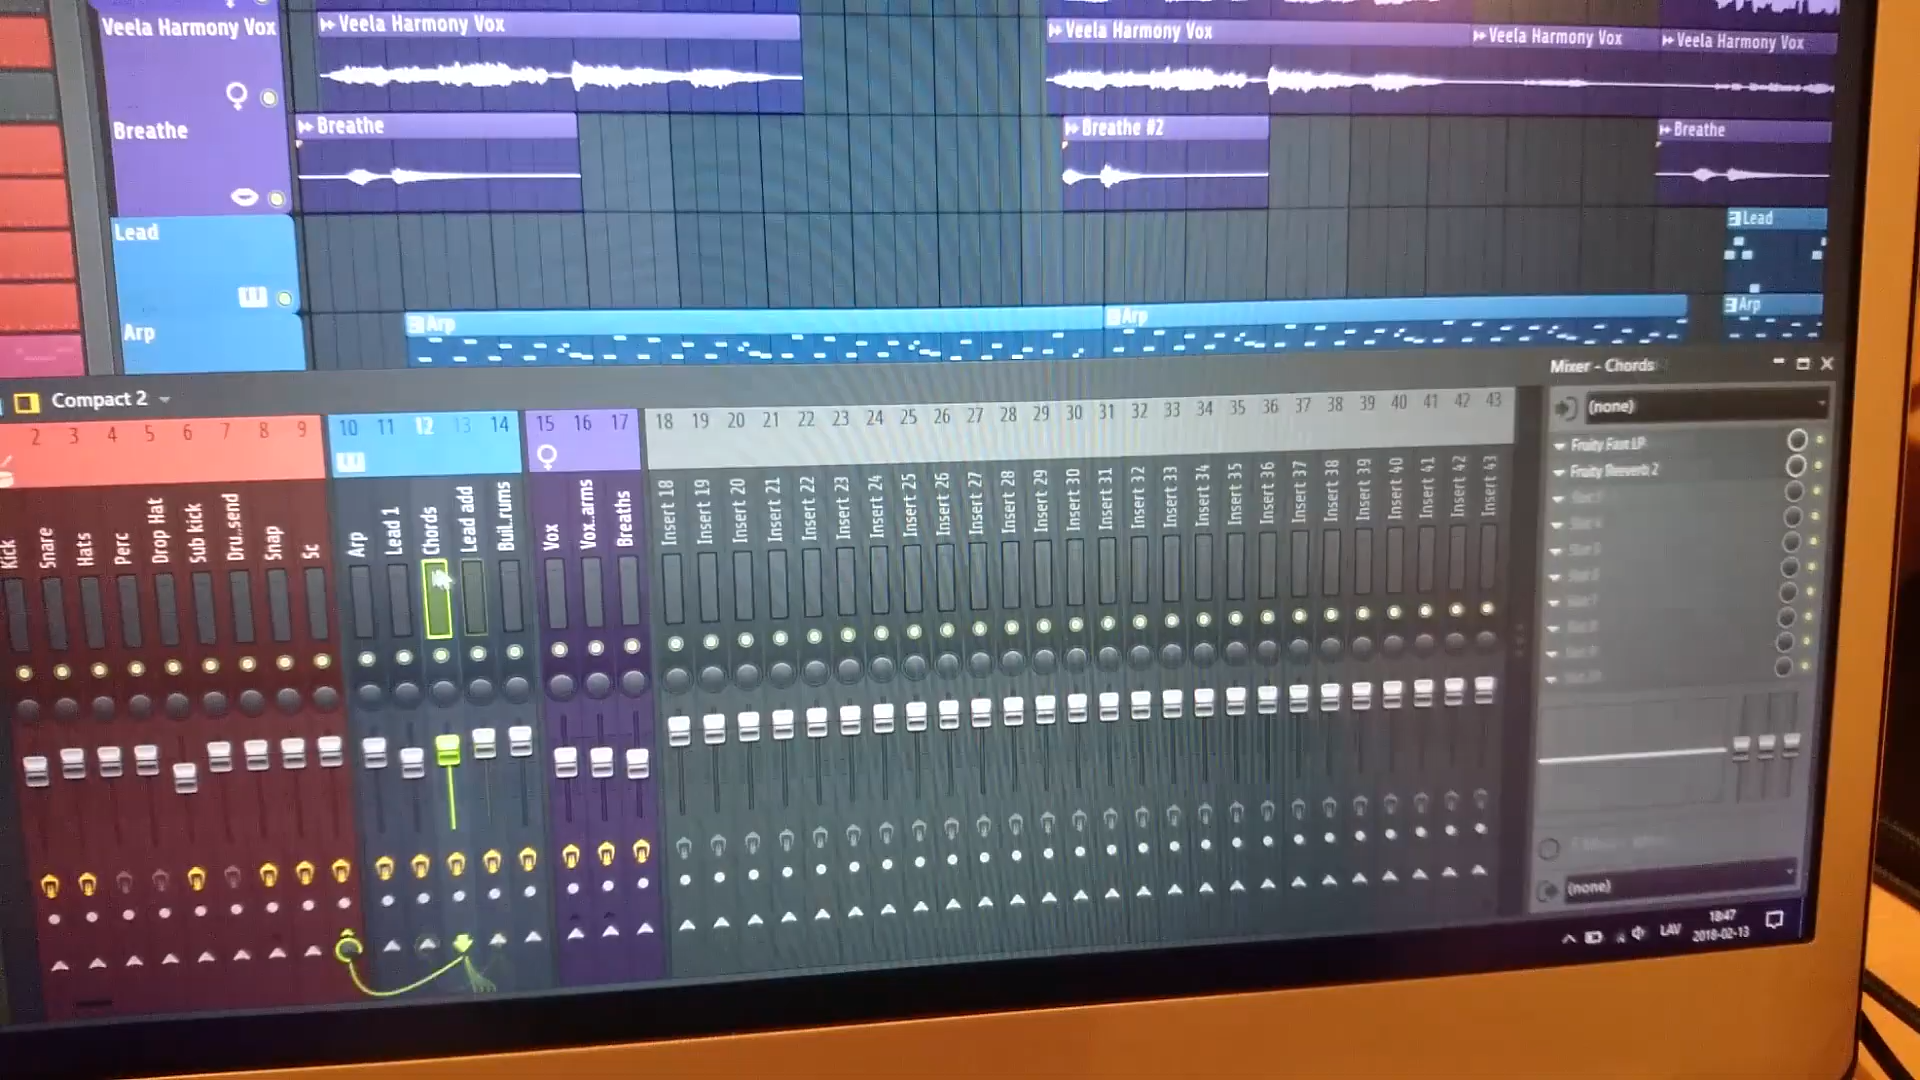 Veela Harmony Vox
Veela Harmony Vox
Veela Harmony Vox
Veela Harmony Vox
Veela Harmony Vox
Breathe
Breathe
Breathe #2
Breathe
Lead
Lead
Arp
Arp
Arp
Arp
Compact 2
Mixer - Chords
(none)
2 3 4 5 6 7 8 9 10 11 12 13 14 15 16 17 18 19 20 21 22 23 24 25 26 27 28 29 30 31 32 33 34 35 36 37 38 39 40 41 42 43
Fruity Fast LP
Fruity Reeverb 2
Kick
Snare
Hats
Perc
Drop Hat
Sub kick
Dru..send
Snap
Sc
Arp
Lead 1
Chords
Lead add
Buil..rums
Vox
Vox..arms
Breaths
Insert 18
Insert 19
Insert 20
Insert 21
Insert 22
Insert 23
Insert 24
Insert 25
Insert 26
Insert 27
Insert 28
Insert 29
Insert 30
Insert 31
Insert 32
Insert 33
Insert 34
Insert 35
Insert 36
Insert 37
Insert 38
Insert 39
Insert 40
Insert 41
Insert 42
Insert 43
(none)
LAV
18:47
2018-02-13